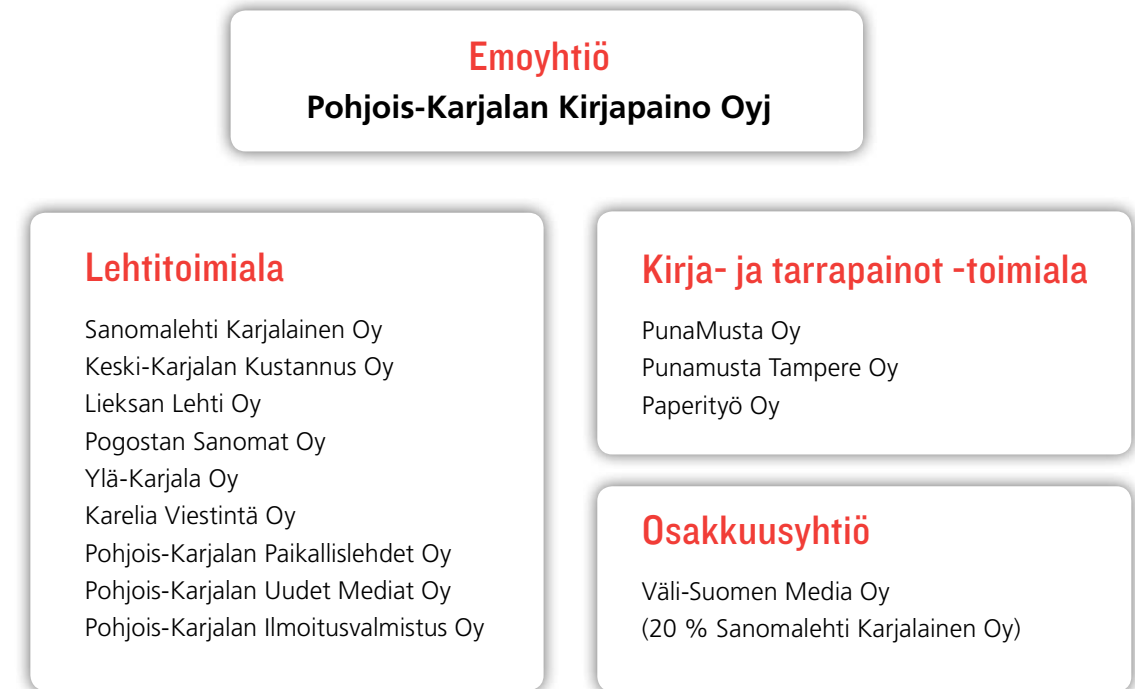 Emoyhtiö
Pohjois-Karjalan Kirjapaino Oyj
Lehtitoimiala
Sanomalehti Karjalainen Oy
Keski-Karjalan Kustannus Oy
Lieksan Lehti Oy
Pogostan Sanomat Oy
Ylä-Karjala Oy
Karelia Viestintä Oy
Pohjois-Karjalan Paikallislehdet Oy
Pohjois-Karjalan Uudet Mediat Oy
Pohjois-Karjalan Ilmoitusvalmistus Oy
Kirja- ja tarrapainot -toimiala
PunaMusta Oy
Punamusta Tampere Oy
Paperityö Oy
Osakkuusyhtiö
Väli-Suomen Media Oy
(20 % Sanomalehti Karjalainen Oy)